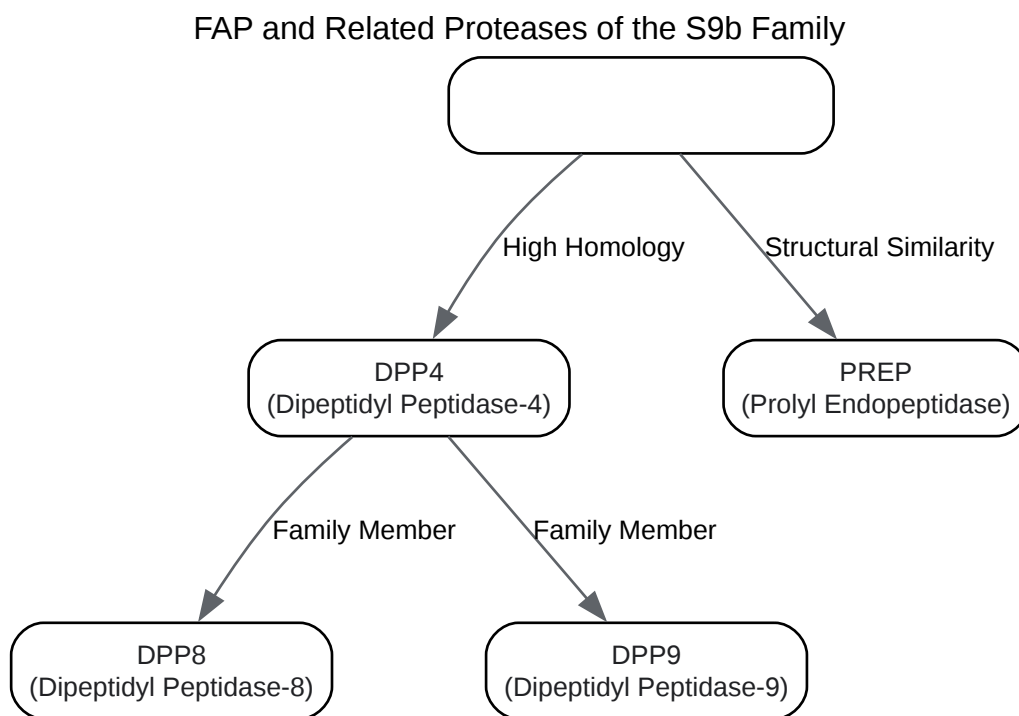 FAP and Related Proteases of the S9b Family
High Homology
Structural Similarity
DPP4
(Dipeptidyl Peptidase-4)
PREP
(Prolyl Endopeptidase)
Family Member
Family Member
DPP8
(Dipeptidyl Peptidase-8)
DPP9
(Dipeptidyl Peptidase-9)